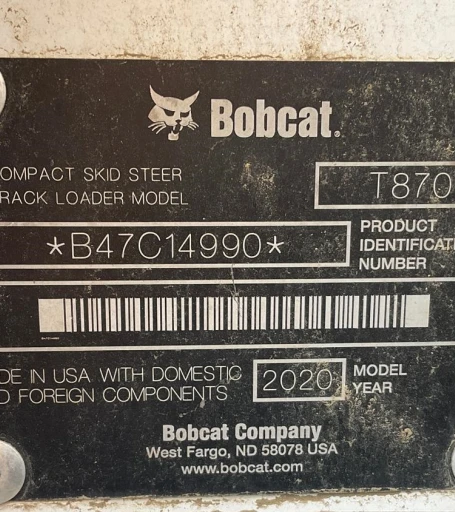 Bobcat.
OMPACT SKID STEER
RACK LOADER MODEL
T870
*B47C14990*
PRODUCT
IDENTIFICATI
NUMBER
DE IN USA WITH DOMESTIC
D FOREIGN COMPONENTS
2020
MODEL
YEAR
Bobcat Company
West Fargo, ND 58078 USA
www.bobcat.com